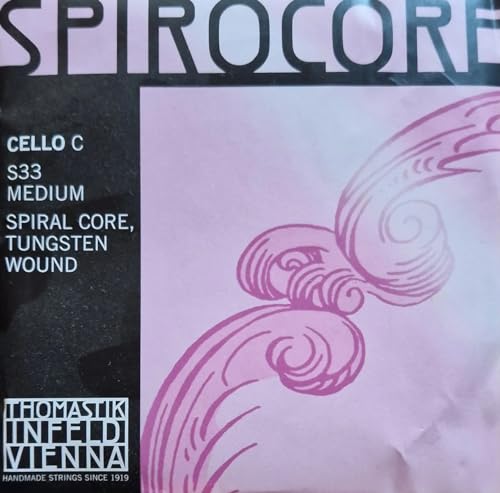 SPIROCORE
CELLO C
S33
MEDIUM
SPIRAL CORE,
TUNGSTEN
WOUND
THOMASTIK
INFELD
VIENNA
HANDMADE STRINGS SINCE 1919